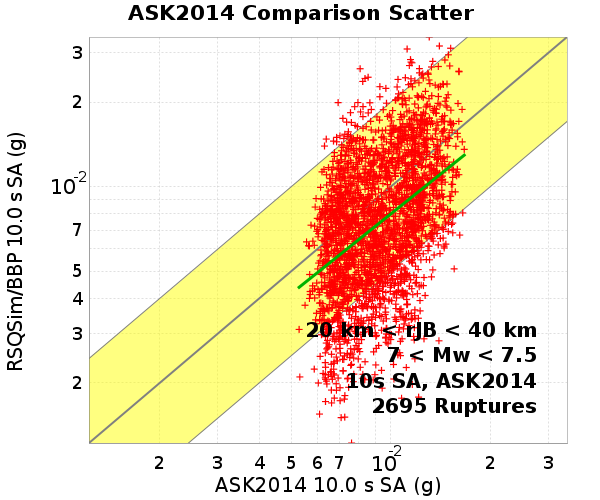 ASK2014 Comparison Scatter
RSQSim/BBP 10.0 s SA (g)
3
2
10-2
7
5
4
3
2
20 km < rJB < 40 km
7 < Mw < 7.5
10s SA, ASK2014
2695 Ruptures
2 3 4 5 6 7 10-2 2 3
ASK2014 10.0 s SA (g)